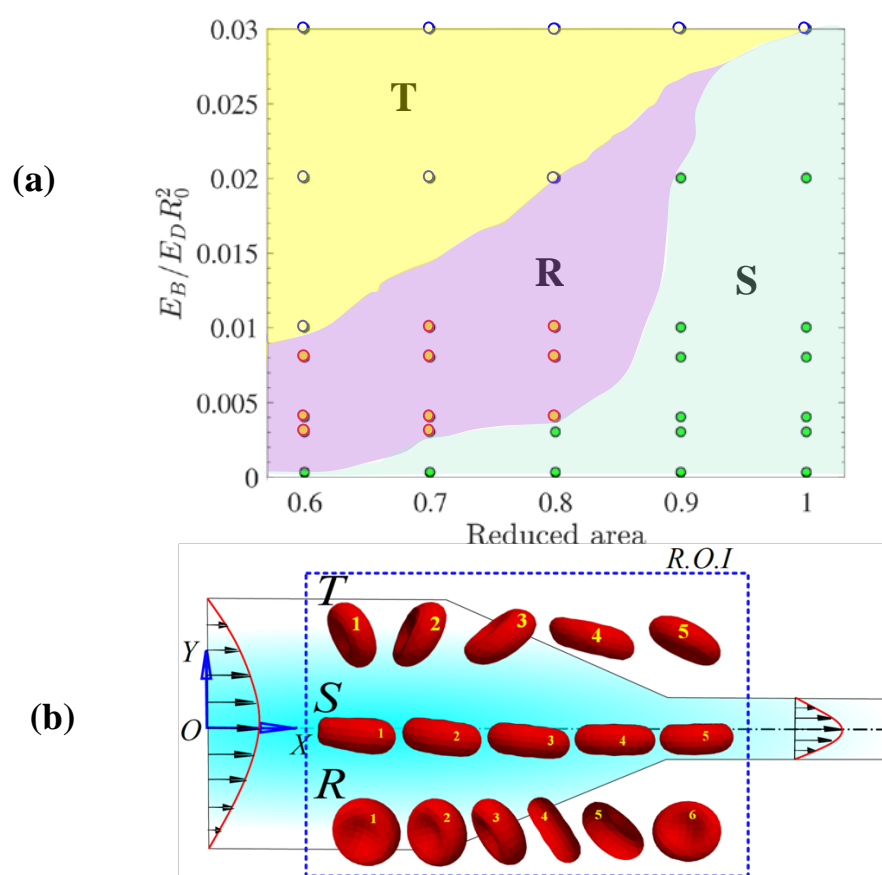 (a)
E_B/E_D R_0^2
0.03
0.025
0.02
0.015
0.01
0.005
0
T
R
S
0.6 0.7 0.8 0.9 1
Reduced area
(b)
R.O.I
T
1 2 3 4 5
Y
S
O X
1 2 3 4 5
R
1 2 3 4 5 6